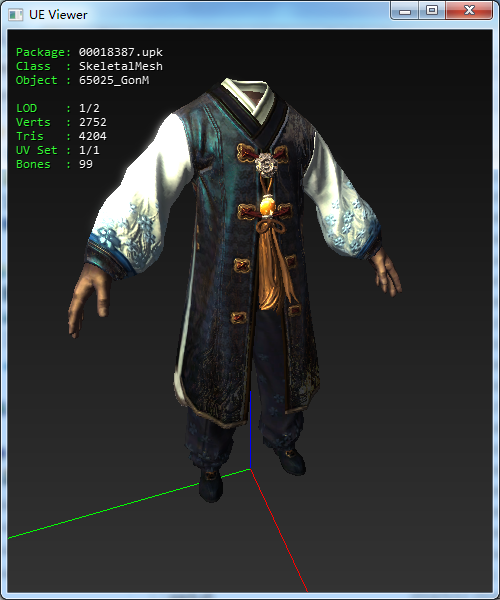 UE Viewer
Package: 00018387.upk
Class  : SkeletalMesh
Object : 65025_GonM
LOD    : 1/2
Verts  : 2752
Tris   : 4204
UV Set : 1/1
Bones  : 99